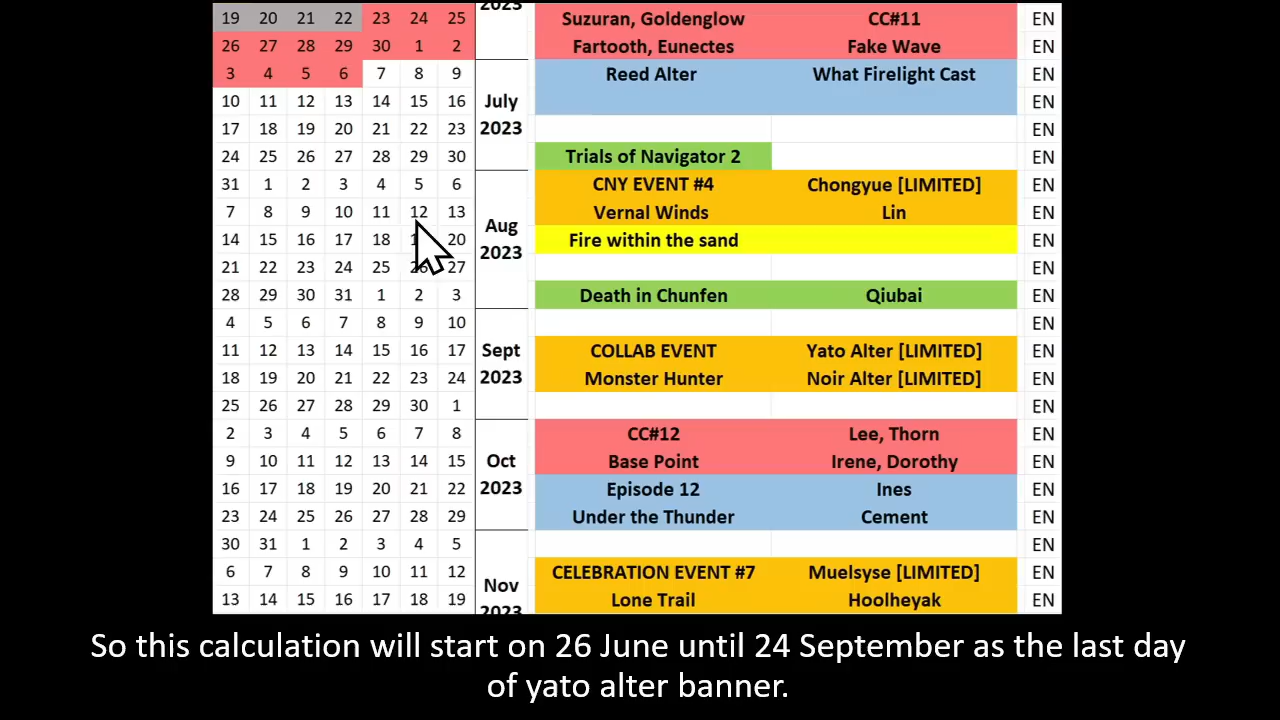 2023
19 20 21 22 23 24 25 Suzuran, Goldenglow CC#11 EN
26 27 28 29 30 1 2 Fartooth, Eunectes Fake Wave EN
3 4 5 6 7 8 9 Reed Alter What Firelight Cast EN
10 11 12 13 14 15 16 July EN
17 18 19 20 21 22 23 2023 EN
24 25 26 27 28 29 30 Trials of Navigator 2 EN
31 1 2 3 4 5 6 CNY EVENT #4 Chongyue [LIMITED] EN
7 8 9 10 11 12 13 Vernal Winds Lin EN
14 15 16 17 18 20 Aug Fire within the sand EN
21 22 23 24 25 26 27 2023 EN
28 29 30 31 1 2 3 Death in Chunfen Qiubai EN
4 5 6 7 8 9 10 EN
11 12 13 14 15 16 17 Sept COLLAB EVENT Yato Alter [LIMITED] EN
18 19 20 21 22 23 24 2023 Monster Hunter Noir Alter [LIMITED] EN
25 26 27 28 29 30 1 EN
2 3 4 5 6 7 8 CC#12 Lee, Thorn EN
9 10 11 12 13 14 15 Oct Base Point Irene, Dorothy EN
16 17 18 19 20 21 22 2023 Episode 12 Ines EN
23 24 25 26 27 28 29 Under the Thunder Cement EN
30 31 1 2 3 4 5 EN
6 7 8 9 10 11 12 Nov CELEBRATION EVENT #7 Muelsyse [LIMITED] EN
13 14 15 16 17 18 19 2023 Lone Trail Hoolheyak EN
So this calculation will start on 26 June until 24 September as the last day
of yato alter banner.